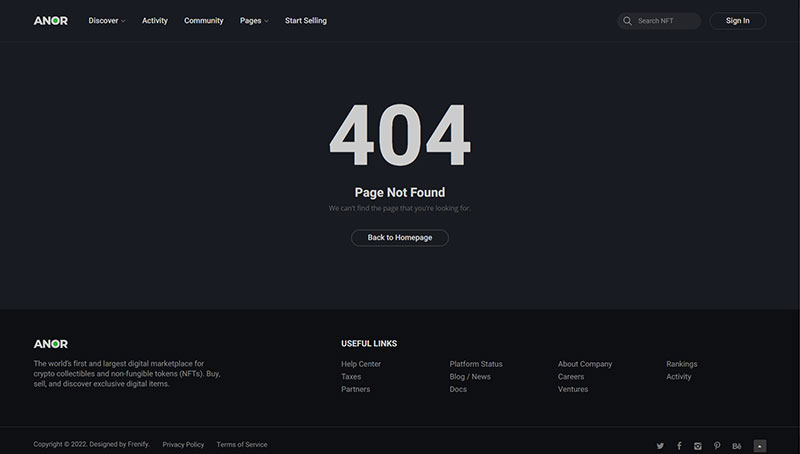 ANOR
Discover
Activity
Community
Pages
Start Selling
Search NFT
Sign In
404
Page Not Found
We can't find the page that you're looking for.
Back to Homepage
ANOR
The world's first and largest digital marketplace for
crypto collectibles and non-fungible tokens (NFTs). Buy,
sell, and discover exclusive digital items.
USEFUL LINKS
Help Center
Taxes
Partners
Platform Status
Blog / News
Docs
About Company
Careers
Ventures
Rankings
Activity
Copyright © 2022. Designed by Frenify.
Privacy Policy
Terms of Service